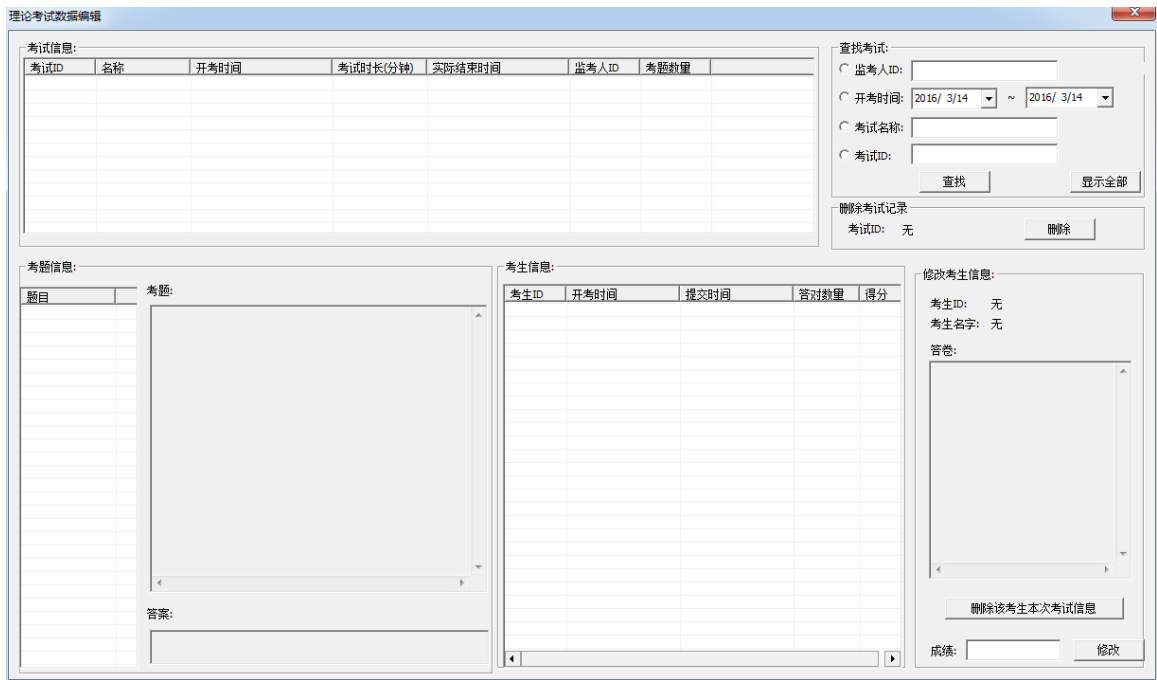 理论考试数据编辑
考试信息:
考试ID 名称 开考时间 考试时长(分钟) 实际结束时间 监考人ID 考题数量
查找考试:
监考人ID:
开考时间: 2016/ 3/14 ~ 2016/ 3/14
考试名称:
考试ID:
查找 显示全部
删除考试记录
考试ID: 无 删除
考题信息:
题目
考题:
答案:
考生信息:
考生ID 开考时间 提交时间 答对数量 得分
修改考生信息:
考生ID: 无
考生名字: 无
答卷:
删除该考生本次考试信息
成绩: 修改